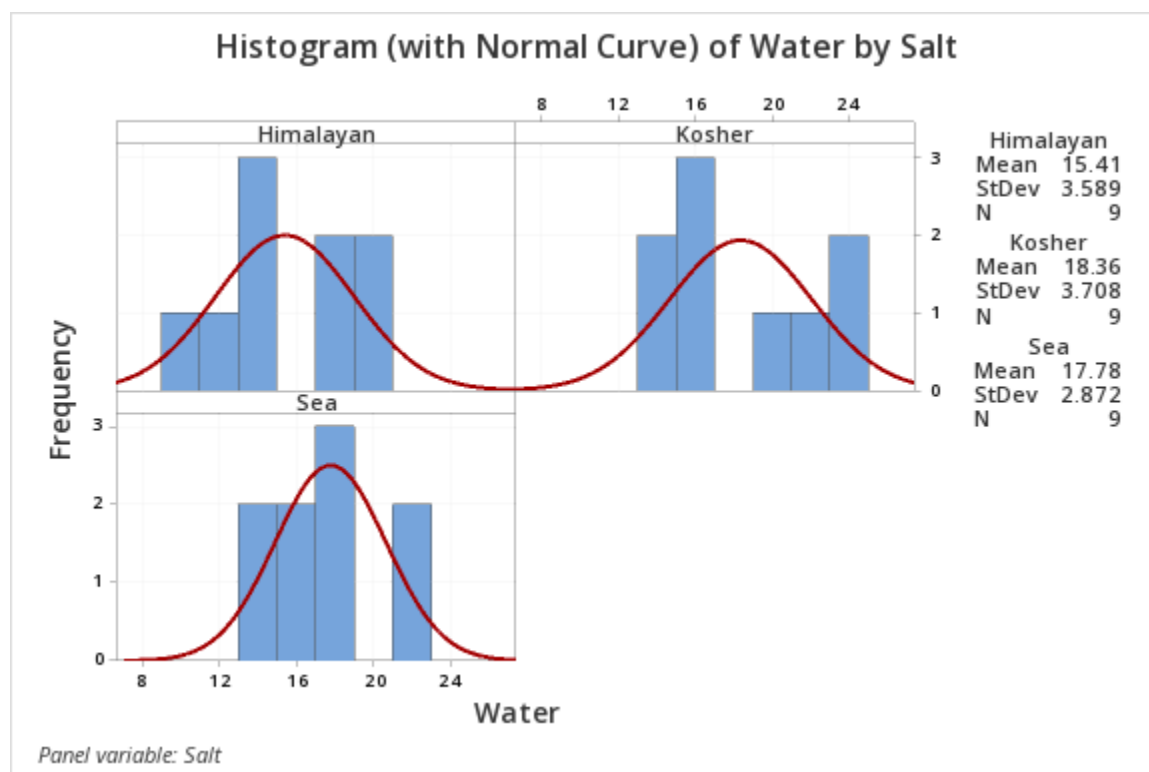 Histogram (with Normal Curve) of Water by Salt
8 12 16 20 24
Himalayan
Kosher
3
2
1
0
Himalayan
Mean 15.41
StDev 3.589
N 9
Kosher
Mean 18.36
StDev 3.708
N 9
Sea
Mean 17.78
StDev 2.872
N 9
Frequency
Sea
3
2
1
0
8 12 16 20 24
Water
Panel variable: Salt